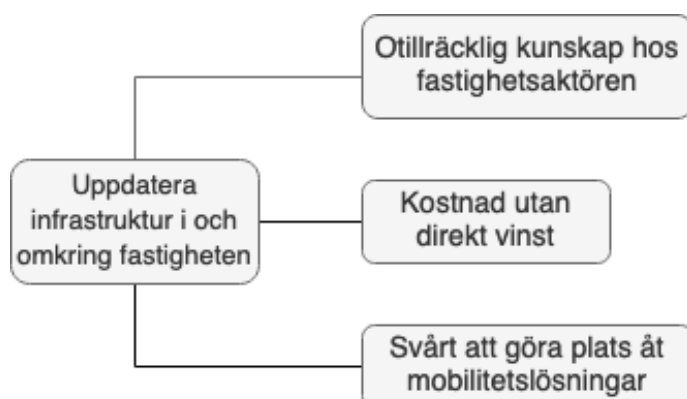 Otillräcklig kunskap hos
fastighetsaktören
Uppdatera
infrastruktur i och
omkring fastigheten
Kostnad utan
direkt vinst
Svårt att göra plats åt
mobilitetslösningar